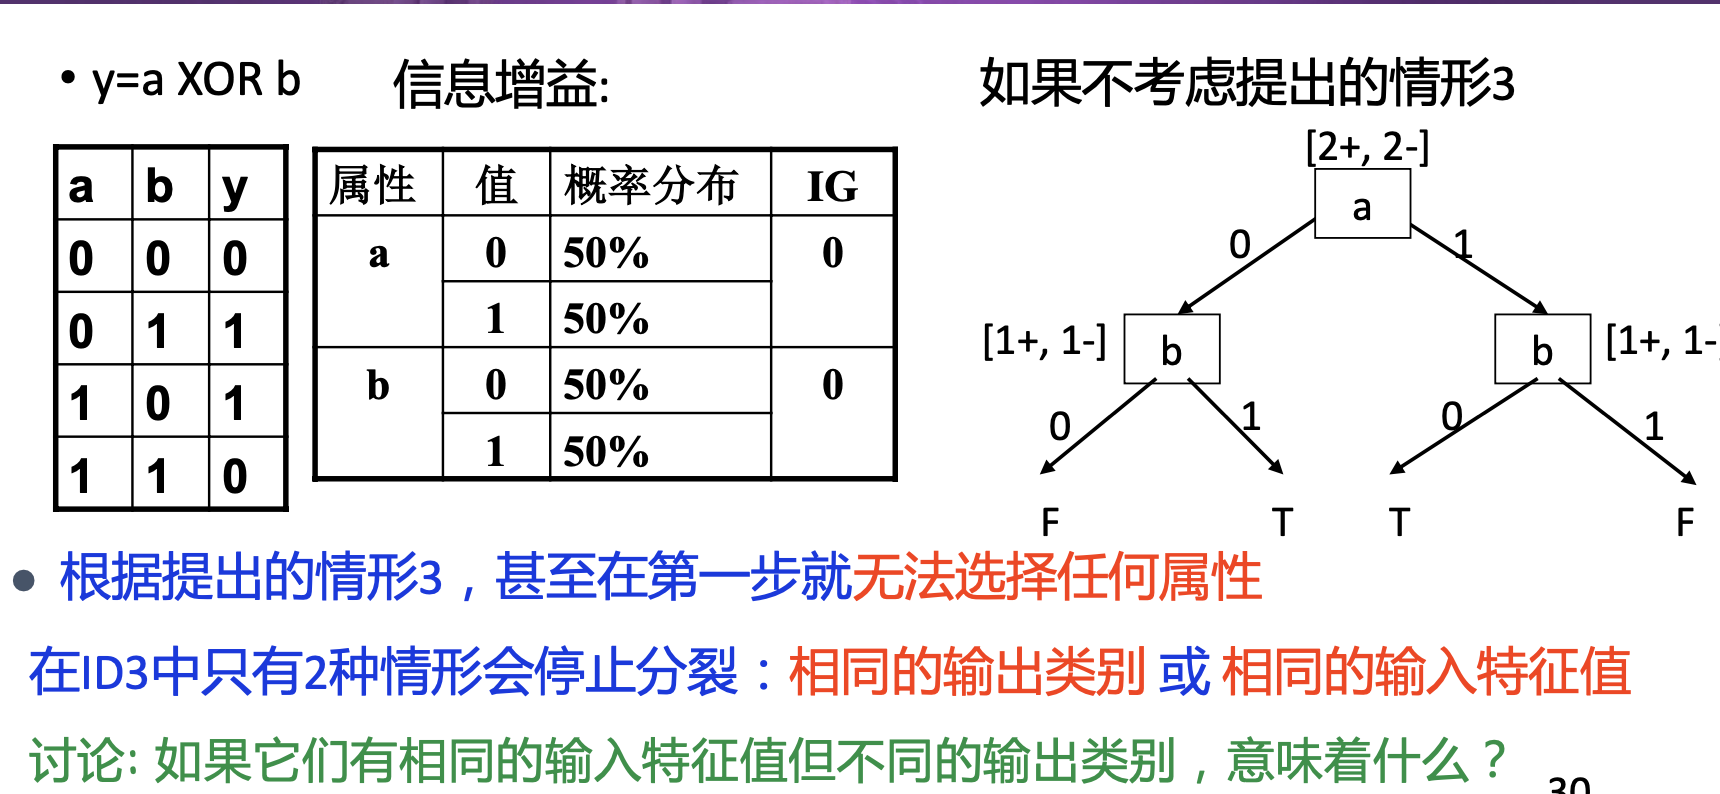 • y=a XOR b 信息增益: 如果不考虑提出的情形3
a b y
0 0 0
0 1 1
1 0 1
1 1 0
属性 值 概率分布 IG
a 0 50% 0
1 50%
b 0 50% 0
1 50%
[2+, 2-]
a
0 1
[1+, 1-] b b [1+, 1-]
0 1 0 1
F T T F
• 根据提出的情形3，甚至在第一步就无法选择任何属性
在ID3中只有2种情形会停止分裂：相同的输出类别 或 相同的输入特征值
讨论: 如果它们有相同的输入特征值但不同的输出类别，意味着什么？
30